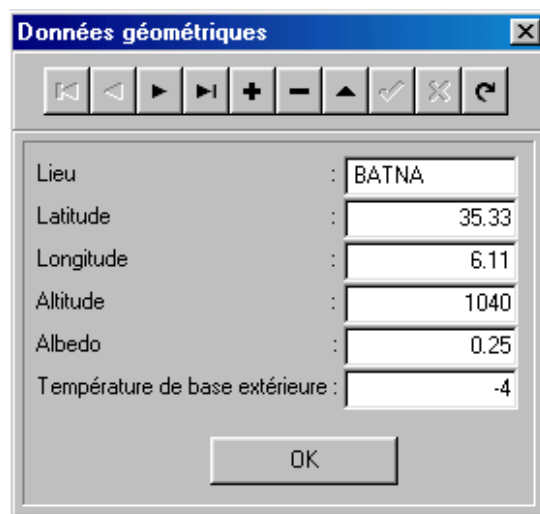 Données géométriques
Lieu : BATNA
Latitude : 35.33
Longitude : 6.11
Altitude : 1040
Albedo : 0.25
Température de base extérieure : -4
OK